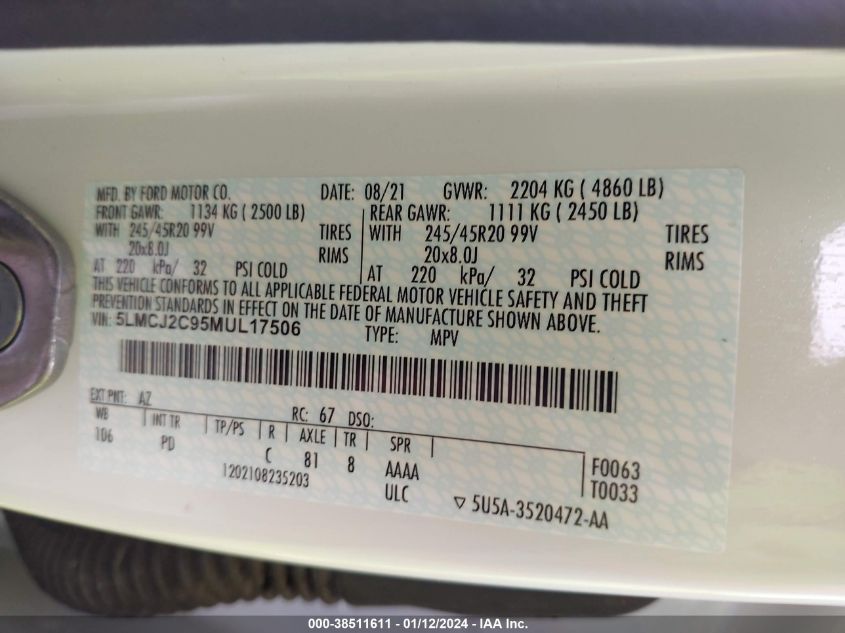 MFD. BY FORD MOTOR CO. DATE: 08/21 GVWR: 2204 KG ( 4860 LB)
FRONT GAWR: 1134 KG ( 2500 LB) REAR GAWR: 1111 KG ( 2450 LB)
WITH 245/45R20 99V TIRES WITH 245/45R20 99V TIRES
20x8.0J RIMS 20x8.0J RIMS
AT 220 kPa/ 32 PSI COLD AT 220 kPa/ 32 PSI COLD
THIS VEHICLE CONFORMS TO ALL APPLICABLE FEDERAL MOTOR VEHICLE SAFETY AND THEFT
PREVENTION STANDARDS IN EFFECT ON THE DATE OF MANUFACTURE SHOWN ABOVE.
VIN: 5LMCJ2C95MUL17506 TYPE: MPV
EXT PNT: AZ RC: 67 DSO:
WB INT TR TP/PS R AXLE TR SPR
106 PD C 81 8 AAAA F0063
1202108235203 ULC T0033
▽ 5U5A-3520472-AA
000-38511611 - 01/12/2024 - IAA Inc.